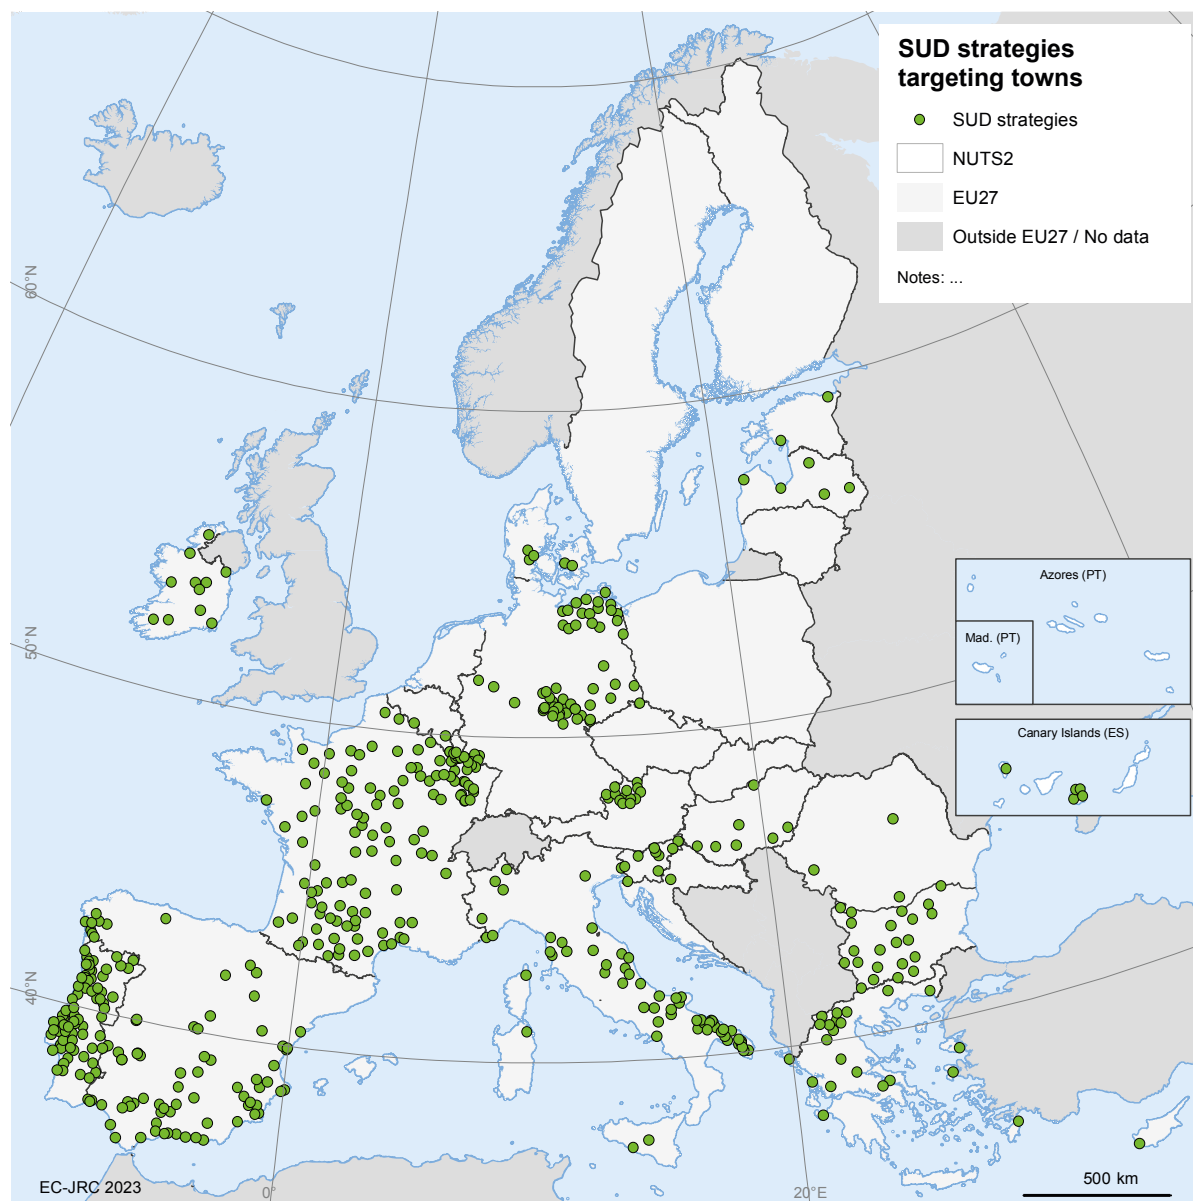 SUD strategies
targeting towns
SUD strategies
NUTS2
EU27
Outside EU27 / No data
Notes: ...
60°N
50°N
40°N
Azores (PT)
Mad. (PT)
Canary Islands (ES)
EC-JRC 2023
0°
20°E
500 km